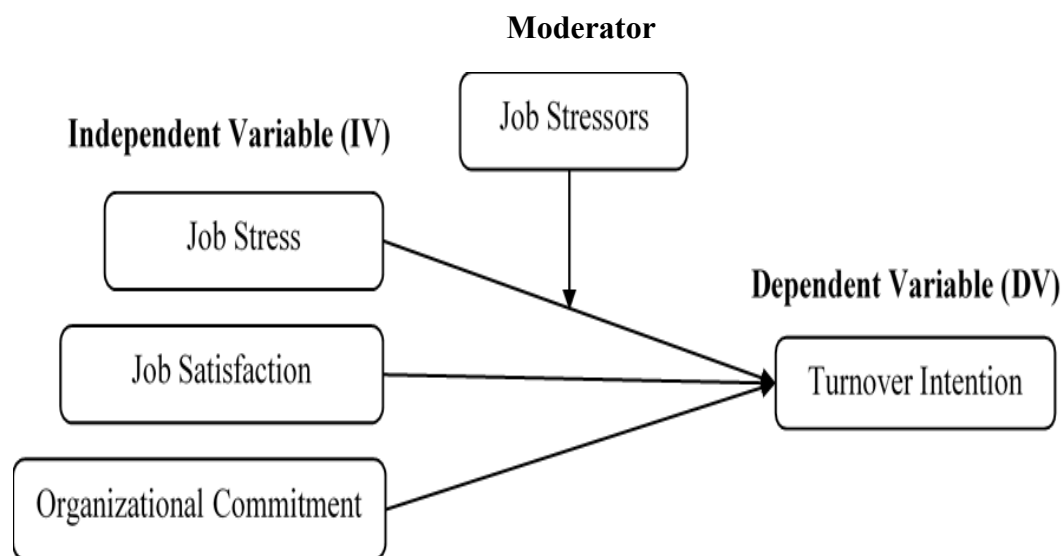 Moderator
Job Stressors
Independent Variable (IV)
Job Stress
Dependent Variable (DV)
Job Satisfaction
Turnover Intention
Organizational Commitment